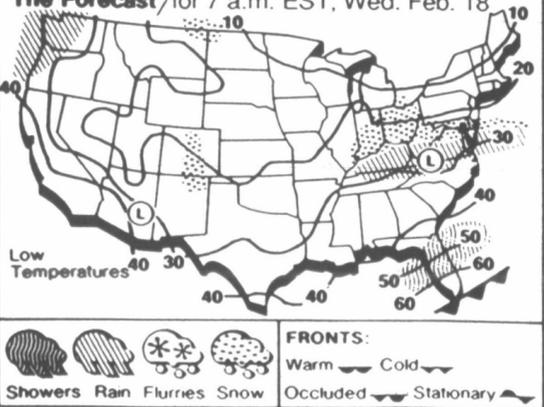 The Forecast/for 7 a.m. EST, Wed. Feb. 18
10
10
20
40
30
L
L
40
Low
Temperatures
40 30
50
60
50
60
40
40
Showers Rain Flurries Snow
FRONTS:
Warm Cold
Occluded Stationary